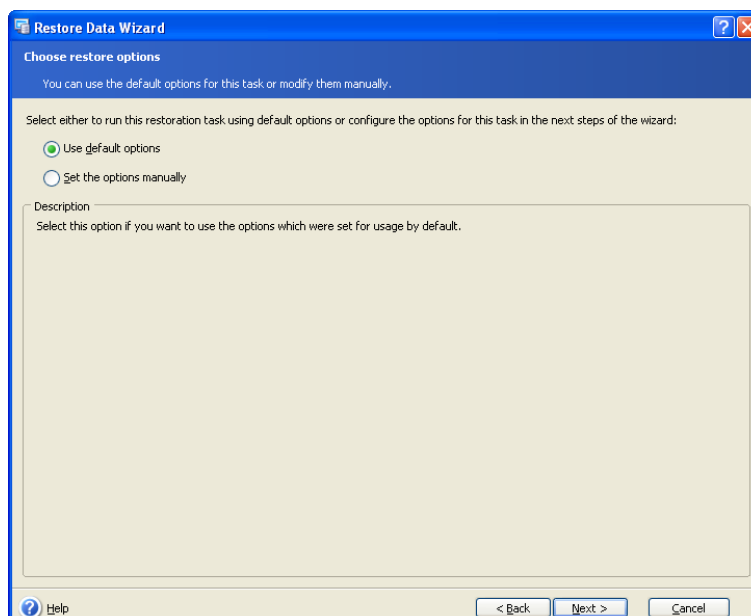 Restore Data Wizard
Choose restore options
You can use the default options for this task or modify them manually.
Select either to run this restoration task using default options or configure the options for this task in the next steps of the wizard:
Use default options
Set the options manually
Description
Select this option if you want to use the options which were set for usage by default.
Help
< Back
Next >
Cancel